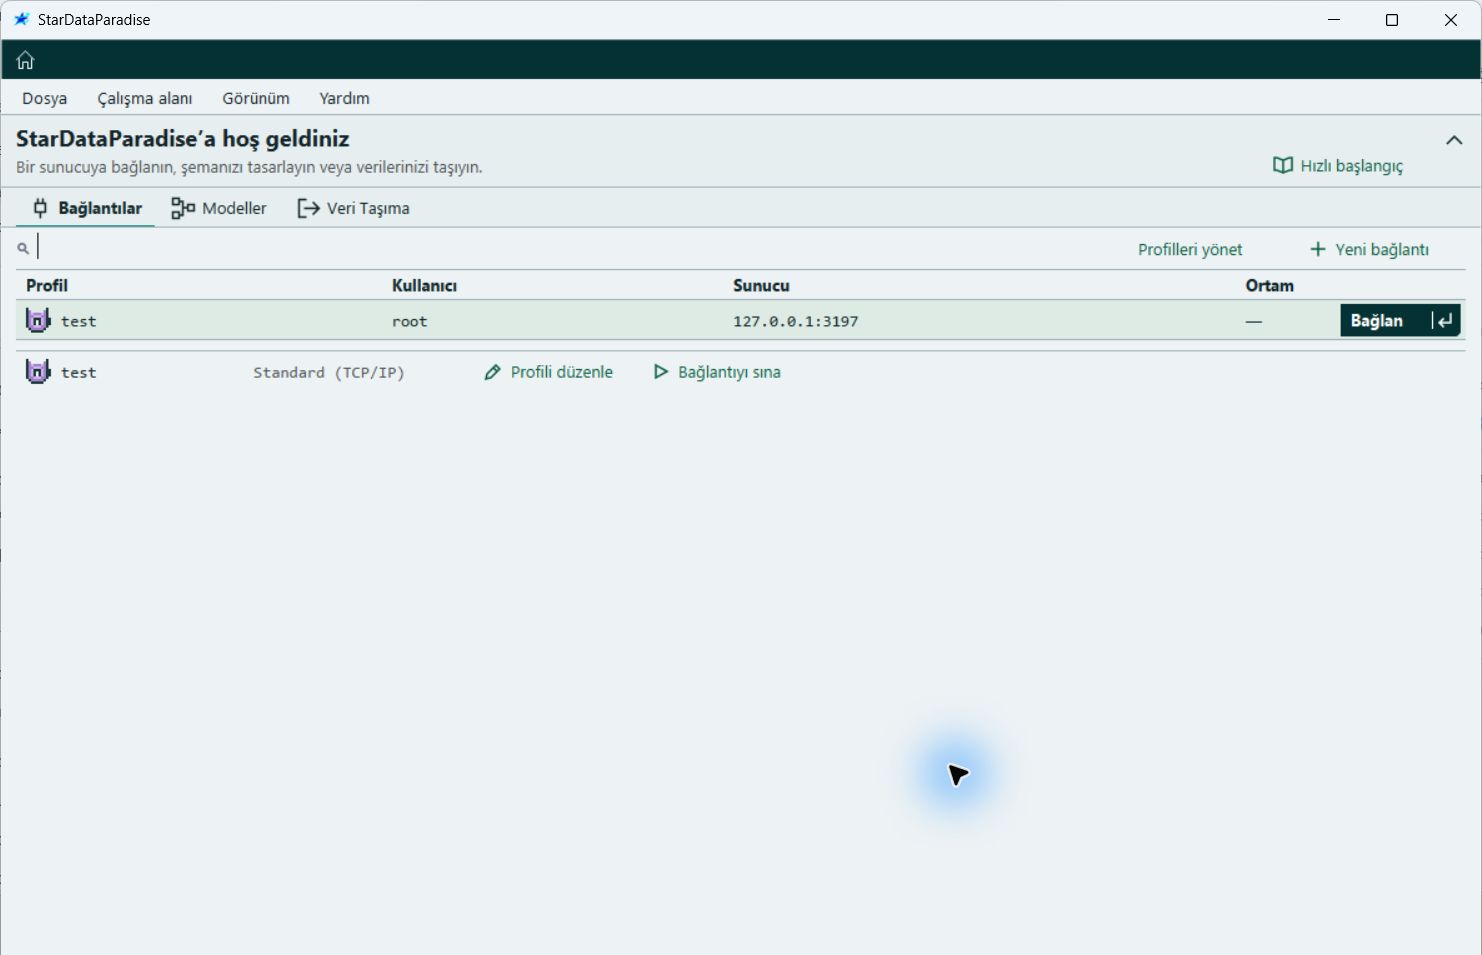 StarDataParadise
Dosya Çalışma alanı Görünüm Yardım
StarDataParadise’a hoş geldiniz
Bir sunucuya bağlanın, şemanızı tasarlayın veya verilerinizi taşıyın.
Hızlı başlangıç
Bağlantılar Modeller Veri Taşıma
Profilleri yönet + Yeni bağlantı
Profil Kullanıcı Sunucu Ortam
test root 127.0.0.1:3197 — Bağlan
test Standard (TCP/IP) Profili düzenle Bağlantıyı sına